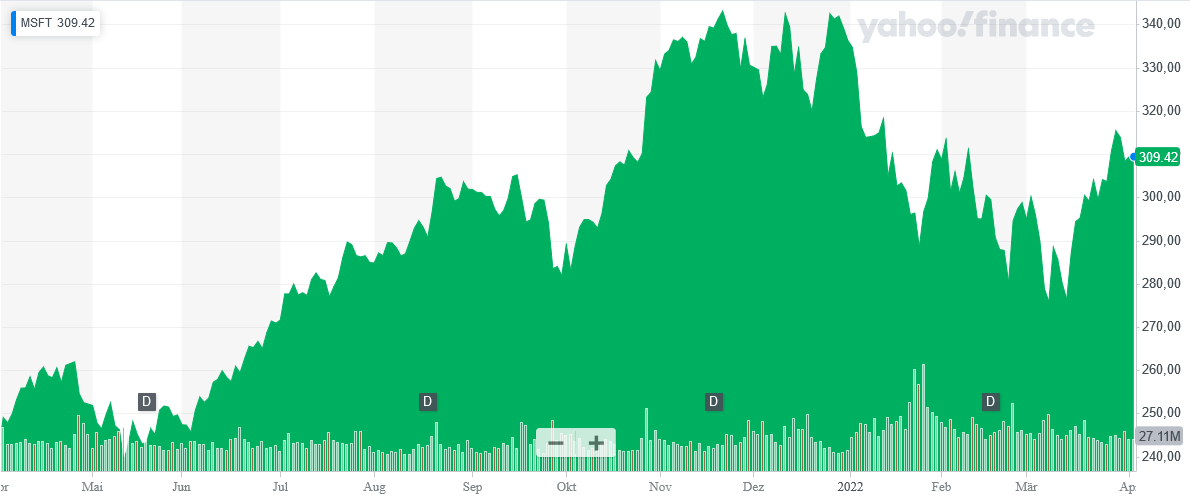 MSFT 309.42
yahoo!finance
340,00
330,00
320,00
309.42
300,00
290,00
280,00
270,00
260,00
250,00
27.11M
240,00
D D D D
Mai Jun Jul Aug Sep Okt Nov Dez 2022 Feb Mär